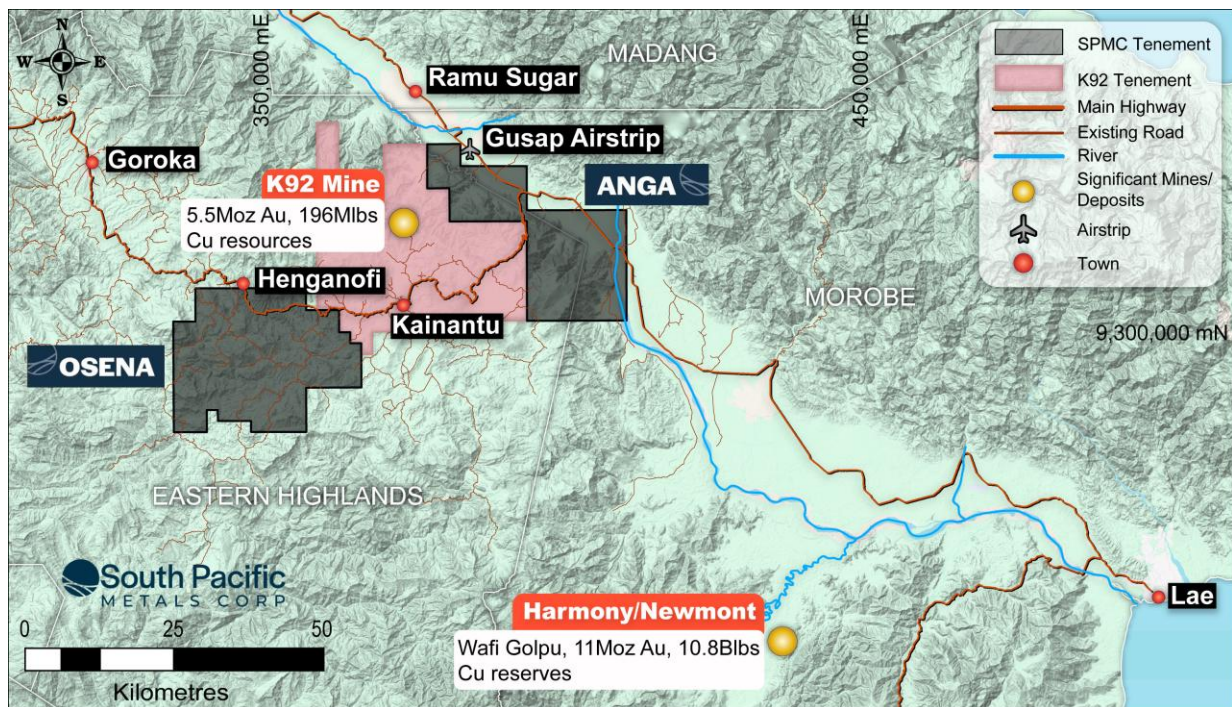 N
W E
S
350,000 mE
MADANG
450,000 mE
SPMC Tenement
K92 Tenement
Main Highway
Existing Road
River
Significant Mines/
Deposits
Airstrip
Town
Ramu Sugar
Gusap Airstrip
Goroka
ANGA
K92 Mine
5.5Moz Au, 196Mlbs
Cu resources
Henganofi
Kainantu
MOROBE
9,300,000 mN
OSENA
EASTERN HIGHLANDS
South Pacific
METALS CORP
Harmony/Newmont
Wafi Golpu, 11Moz Au, 10.8Blbs
Cu reserves
Lae
0 25 50
Kilometres